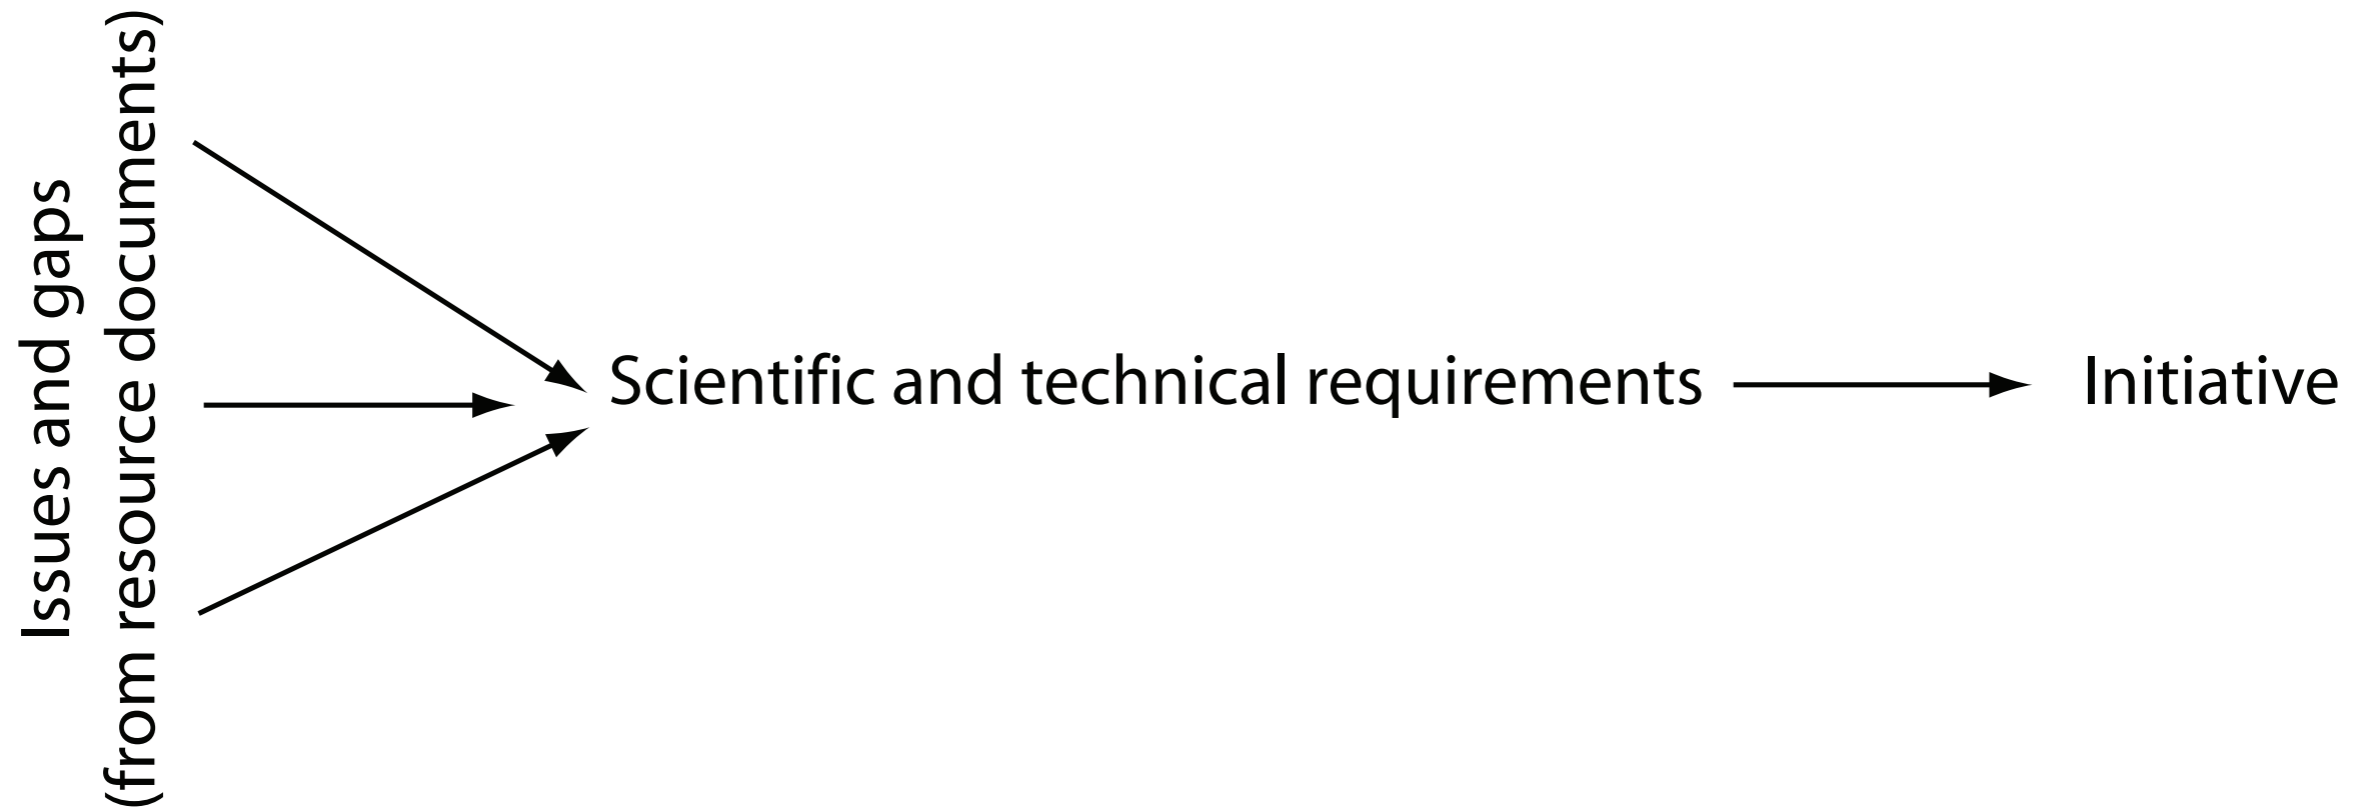 Issues and gaps
(from resource documents)
Scientific and technical requirements
Initiative